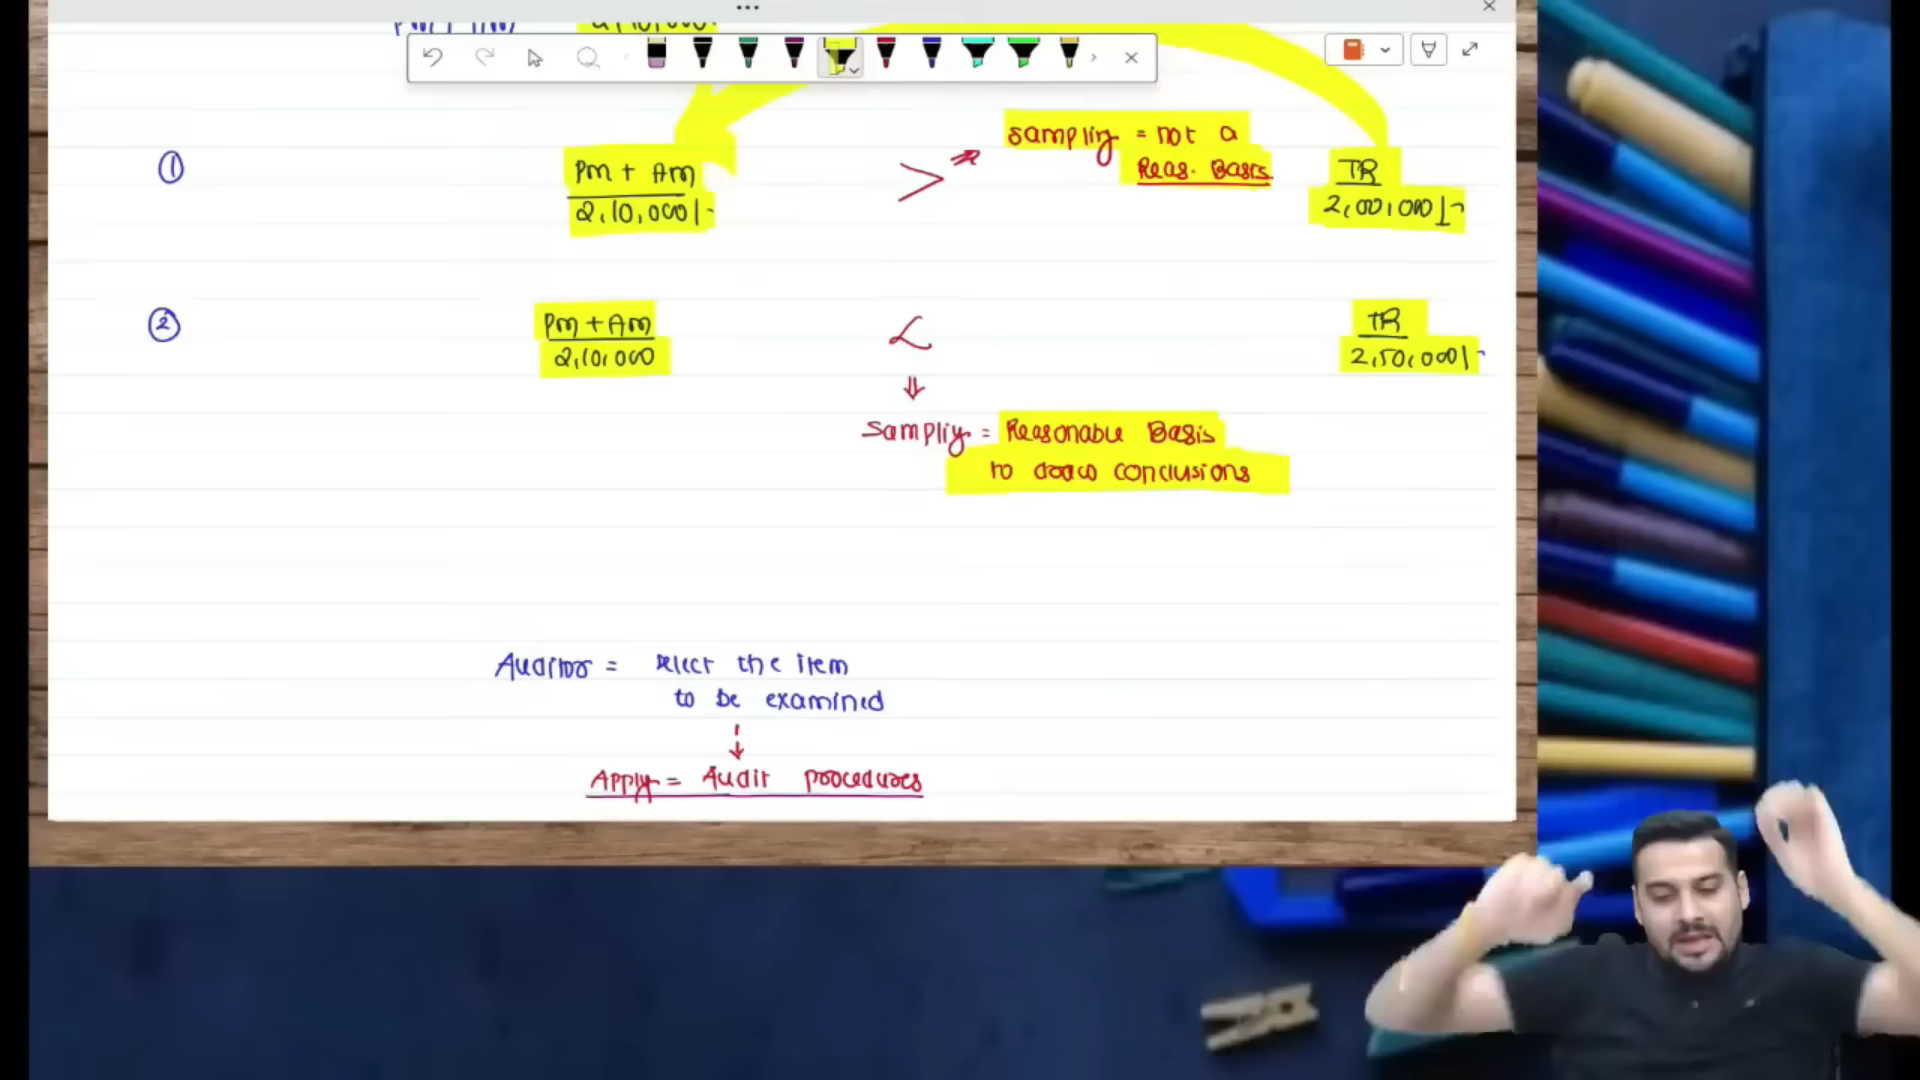 ①
Pm + Am
2,10,000/-
>
Sampling = not a
Reas. Basis
TR
2,00,000/-
②
Pm + Am
2,10,000
<
TR
2,50,000/-
Sampling = Reasonable Basis
to draw conclusions
Auditor = select the item
to be examined
Apply = Audit procedures